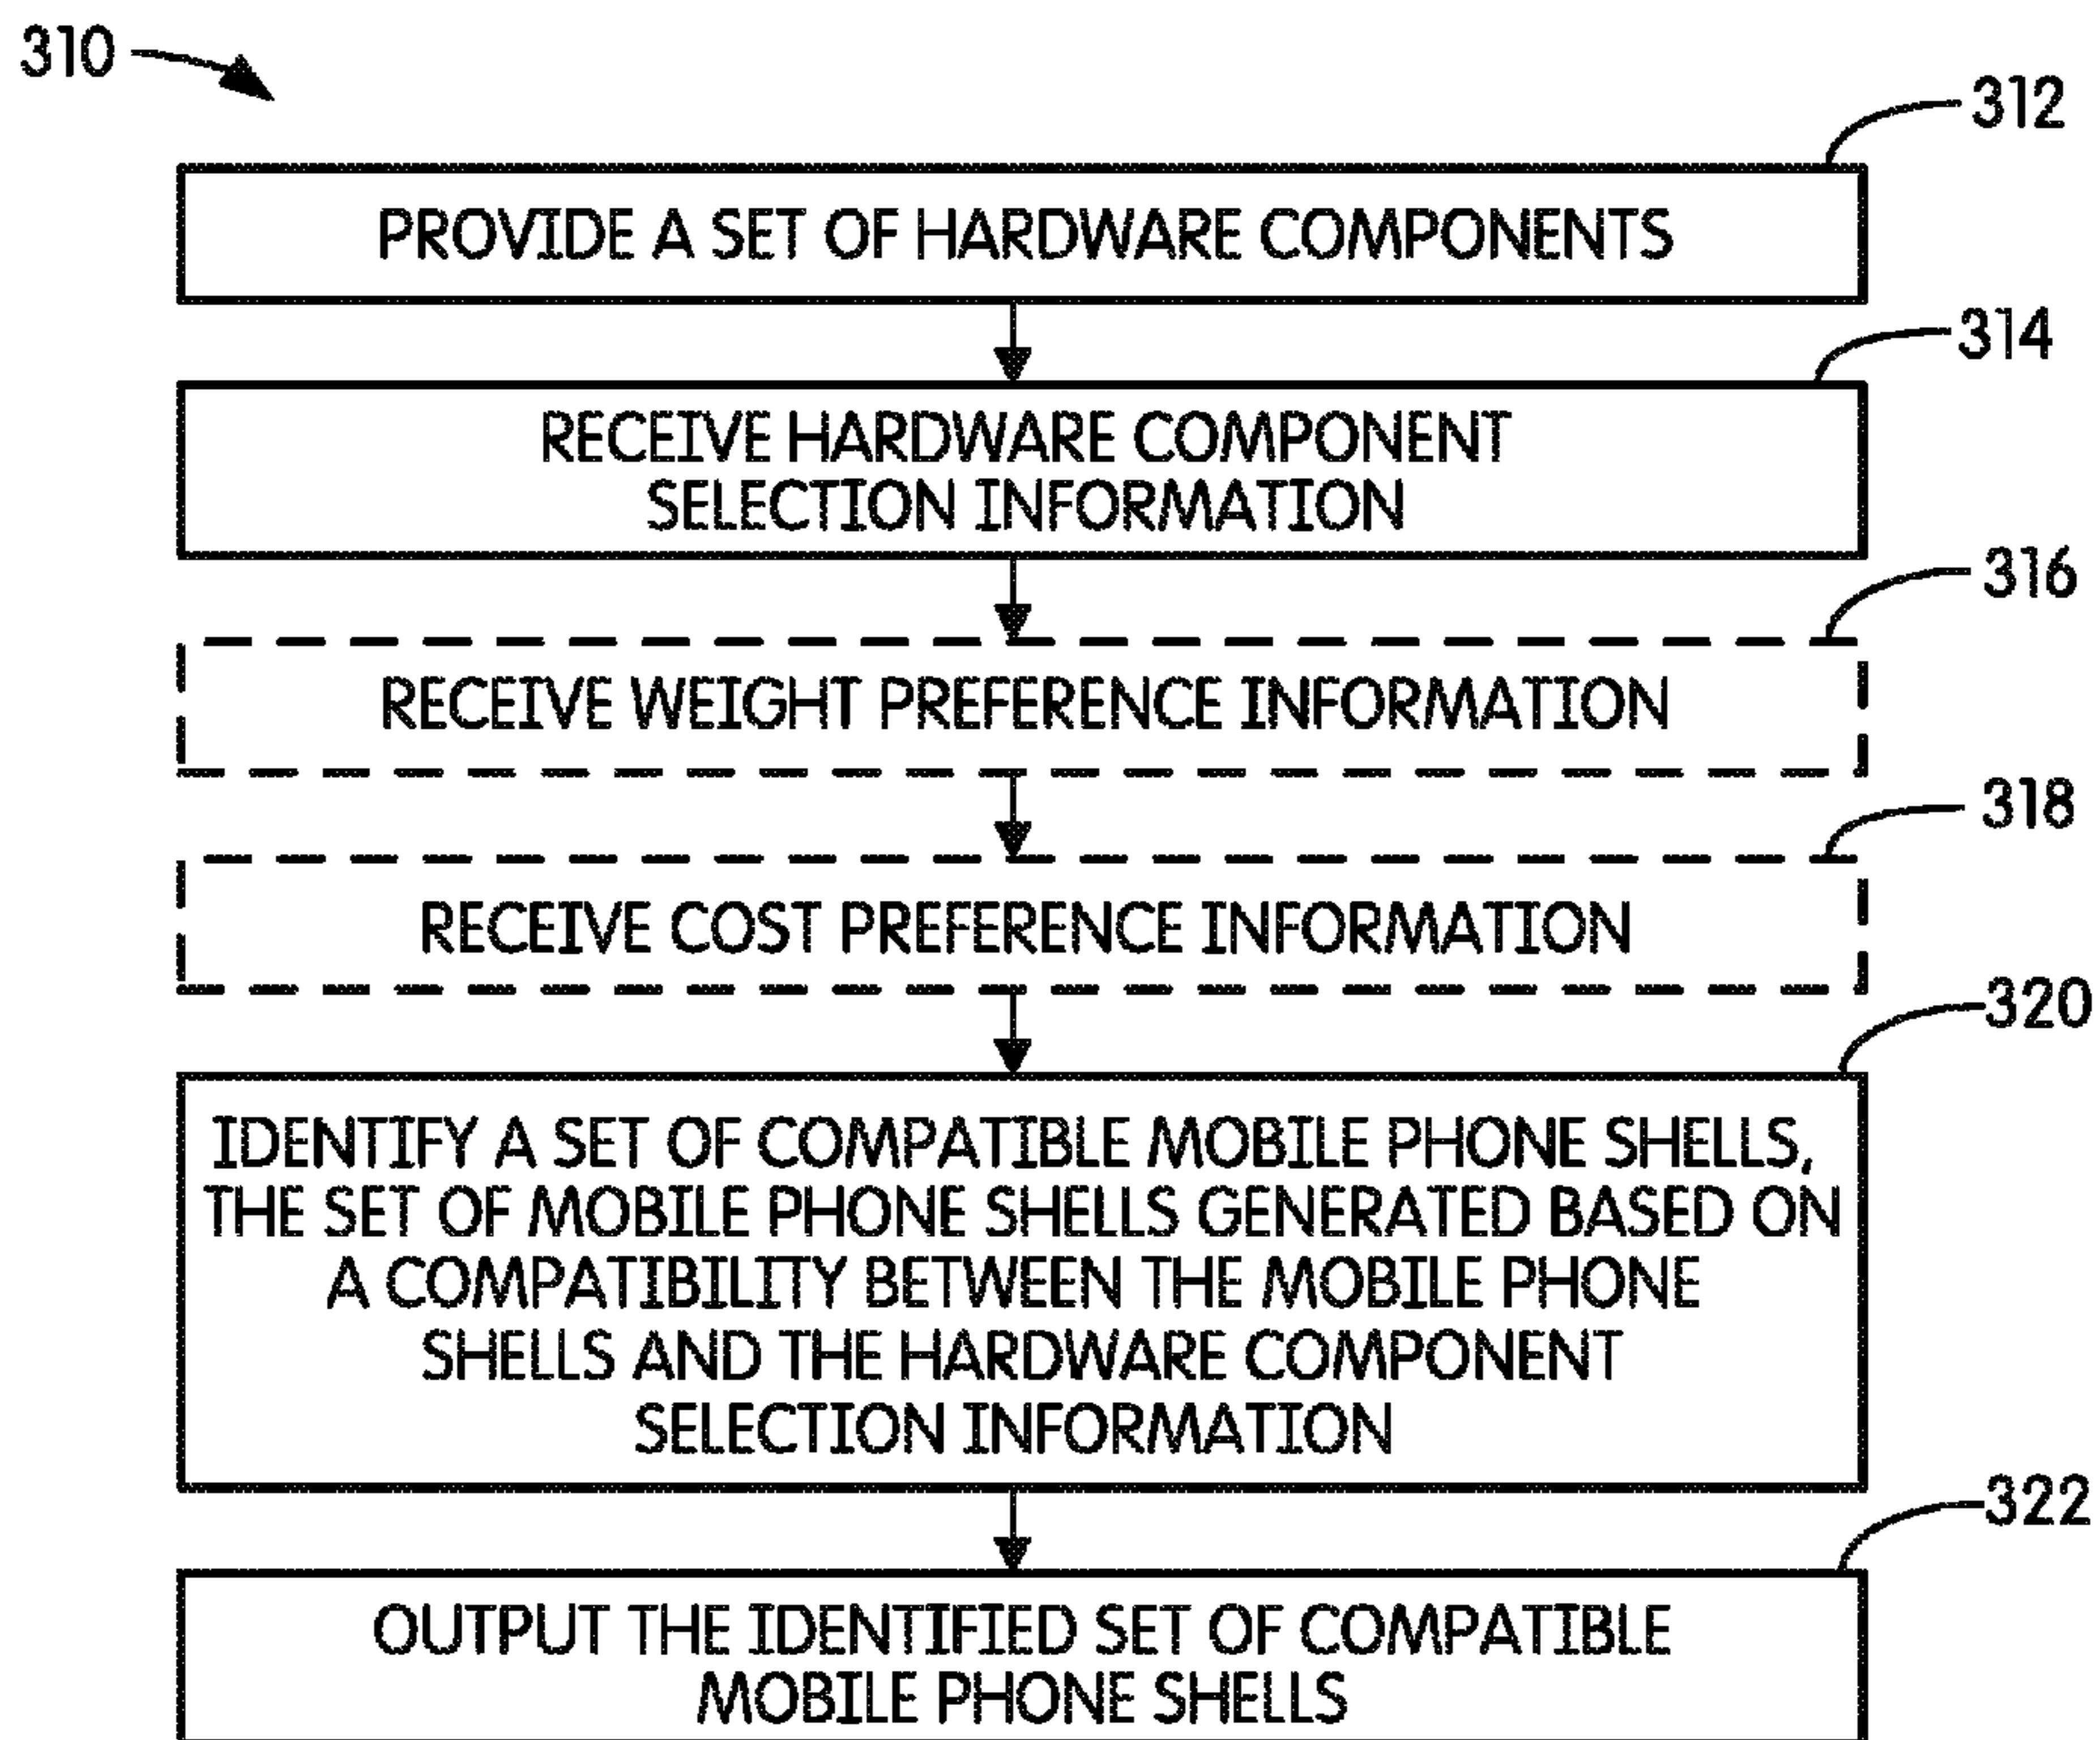 310
312
PROVIDE A SET OF HARDWARE COMPONENTS
314
RECEIVE HARDWARE COMPONENT
SELECTION INFORMATION
316
RECEIVE WEIGHT PREFERENCE INFORMATION
318
RECEIVE COST PREFERENCE INFORMATION
320
IDENTIFY A SET OF COMPATIBLE MOBILE PHONE SHELLS,
THE SET OF MOBILE PHONE SHELLS GENERATED BASED ON
A COMPATIBILITY BETWEEN THE MOBILE PHONE
SHELLS AND THE HARDWARE COMPONENT
SELECTION INFORMATION
322
OUTPUT THE IDENTIFIED SET OF COMPATIBLE
MOBILE PHONE SHELLS